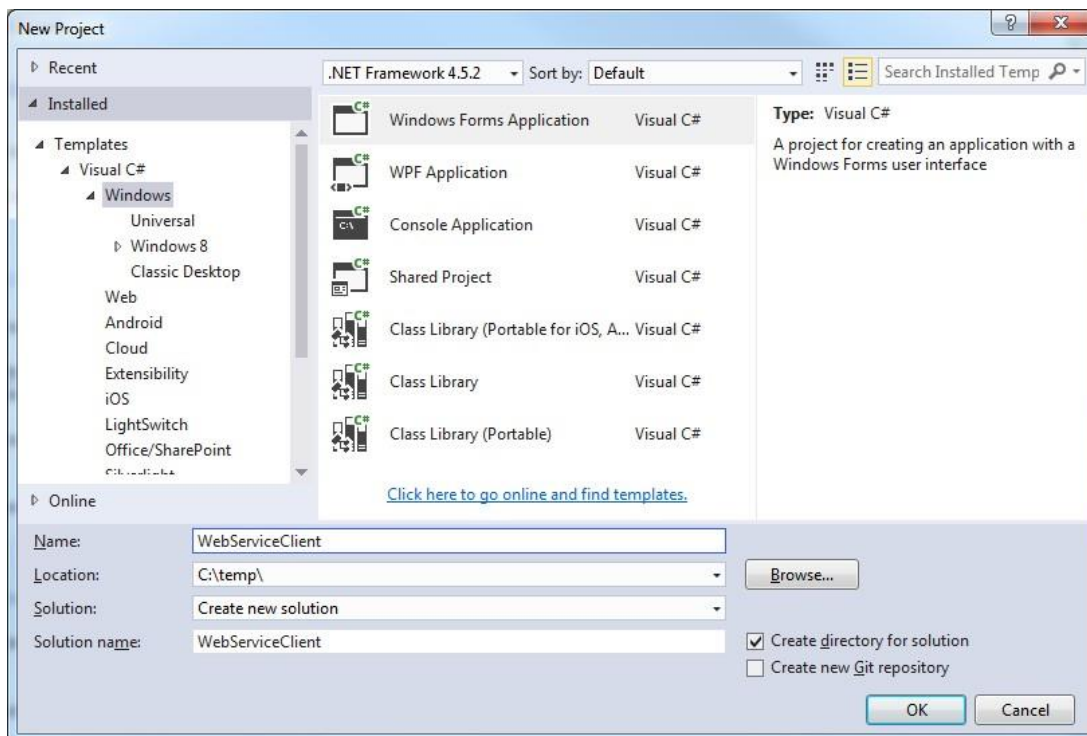 New Project
Recent
Installed
Templates
Visual C#
Windows
Universal
Windows 8
Classic Desktop
Web
Android
Cloud
Extensibility
iOS
LightSwitch
Office/SharePoint
Online
.NET Framework 4.5.2 Sort by: Default Search Installed Temp
C# Windows Forms Application Visual C#
C# WPF Application Visual C#
C# C:\ Console Application Visual C#
C# Shared Project Visual C#
C# Class Library (Portable for iOS, A... Visual C#
C# Class Library Visual C#
C# Class Library (Portable) Visual C#
Click here to go online and find templates.
Type: Visual C#
A project for creating an application with a
Windows Forms user interface
Name: WebServiceClient
Location: C:\temp\ Browse...
Solution: Create new solution
Solution name: WebServiceClient
Create directory for solution
Create new Git repository
OK Cancel